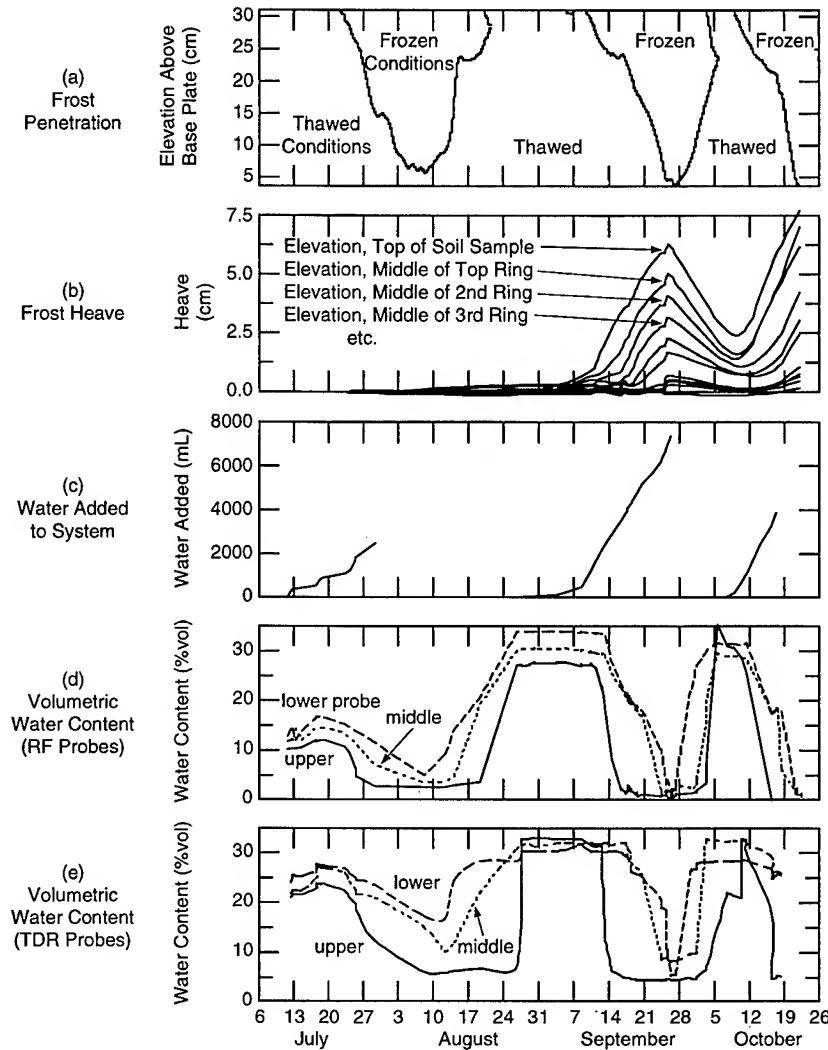 (a)
Frost
Penetration
Elevation Above
Base Plate (cm)
30
25
20
15
10
5
Frozen
Conditions
Thawed
Conditions
Frozen
Thawed
Frozen
Thawed
(b)
Frost Heave
Heave
(cm)
7.5
5.0
2.5
0.0
Elevation, Top of Soil Sample
Elevation, Middle of Top Ring
Elevation, Middle of 2nd Ring
Elevation, Middle of 3rd Ring
etc.
(c)
Water Added
to System
Water Added (mL)
8000
6000
4000
2000
0
(d)
Volumetric
Water Content
(RF Probes)
Water Content (%vol)
30
20
10
0
lower probe
middle
upper
(e)
Volumetric
Water Content
(TDR Probes)
Water Content (%vol)
30
20
10
0
lower
upper
middle
6 13 20 27 3 10 17 24 31 7 14 21 28 5 12 19 26
July August September October